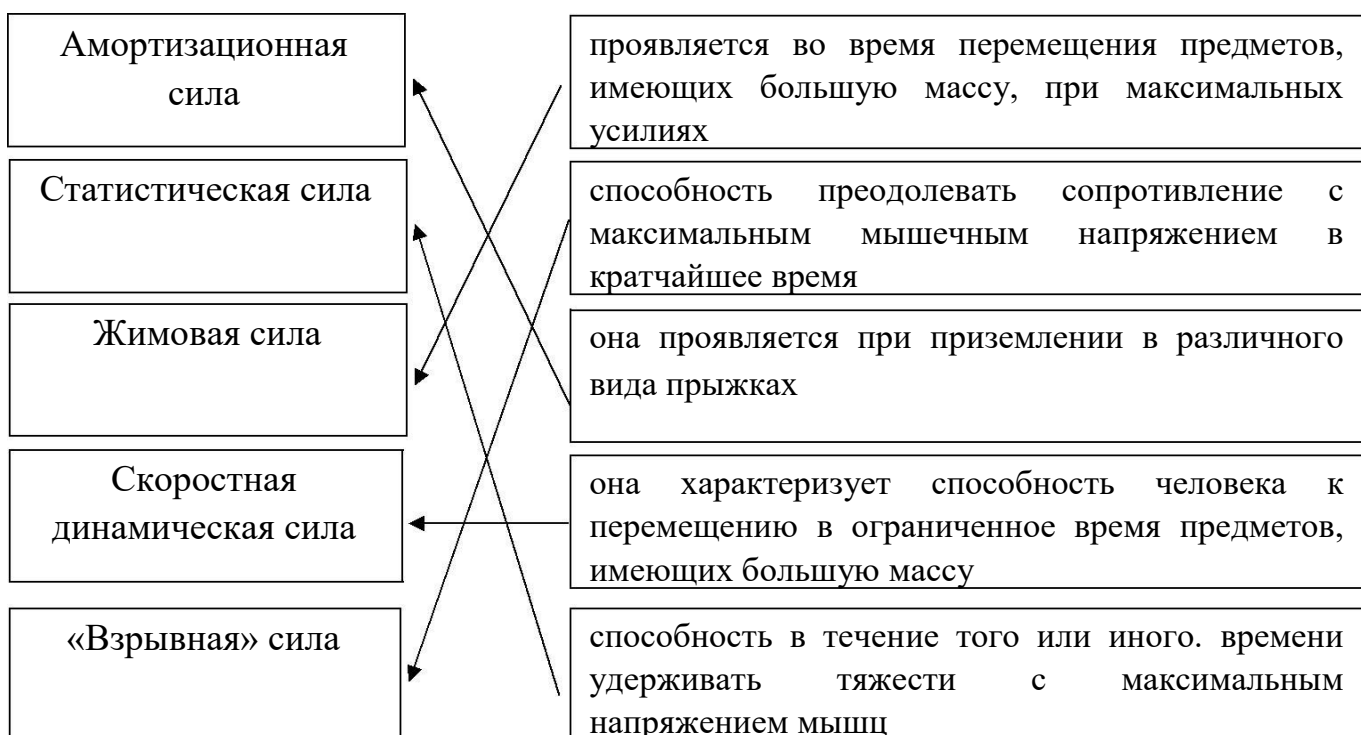 Амортизационная
сила
проявляется во время перемещения предметов,
имеющих большую массу, при максимальных
усилиях
Статистическая сила
способность преодолевать сопротивление с
максимальным мышечным напряжением в
кратчайшее время
Жимовая сила
она проявляется при приземлении в различного
вида прыжках
Скоростная
динамическая сила
она характеризует способность человека к
перемещению в ограниченное время предметов,
имеющих большую массу
«Взрывная» сила
способность в течение того или иного. времени
удерживать тяжести с максимальным
напряжением мышц